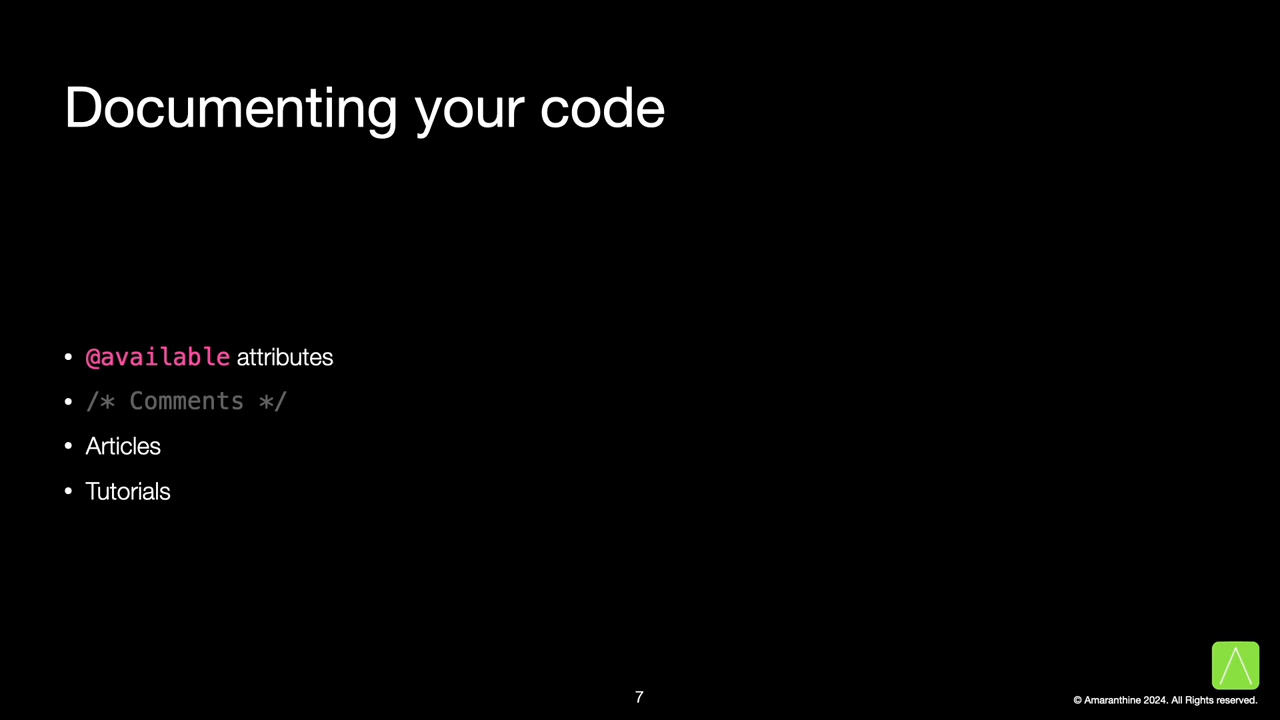 Documenting your code
• @available attributes
• /* Comments */
• Articles
• Tutorials
7
© Amaranthine 2024. All Rights reserved.